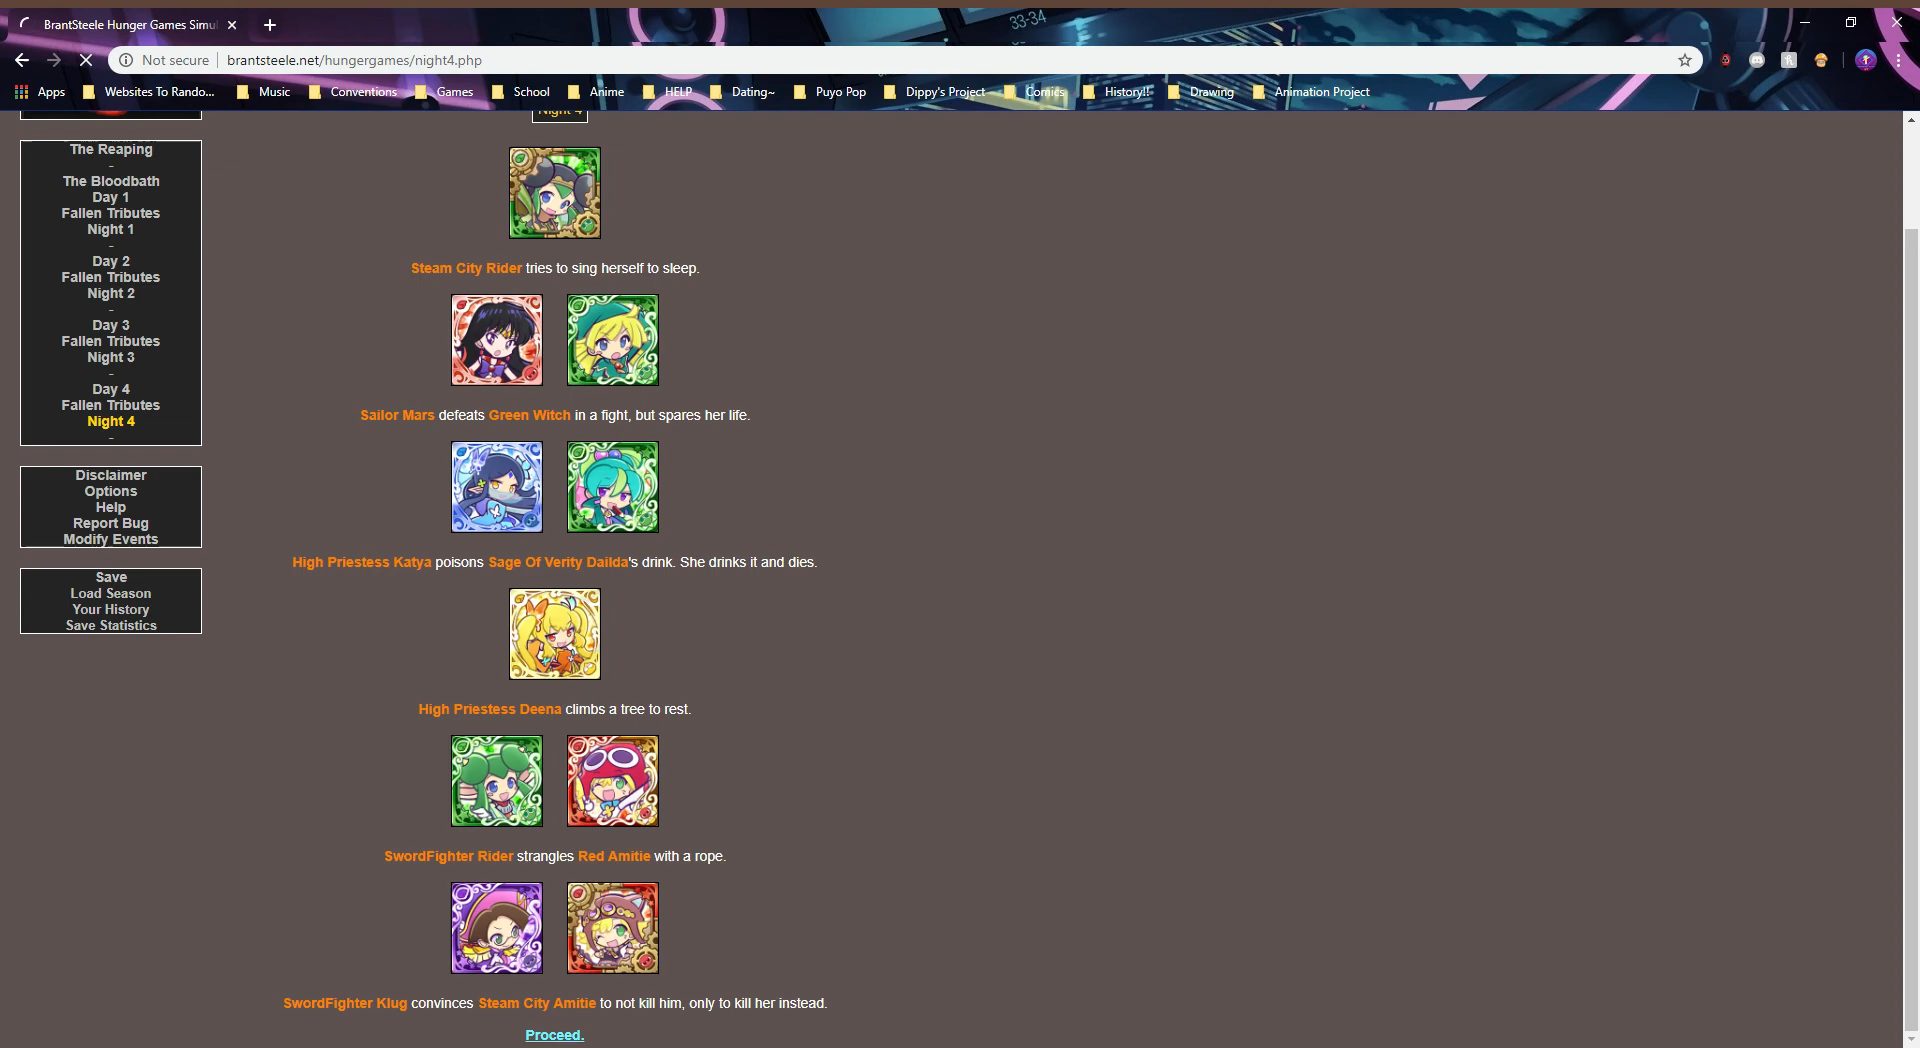 33-34
BrantSteele Hunger Games Simul
Not secure brantsteele.net/hungergames/night4.php
Apps Websites To Rando... Music Conventions Games School Anime HELP Dating~ Puyo Pop Dippy's Project Comics History!! Drawing Animation Project
Night 4
The Reaping
-
The Bloodbath
Day 1
Fallen Tributes
Night 1
-
Day 2
Fallen Tributes
Night 2
-
Day 3
Fallen Tributes
Night 3
-
Day 4
Fallen Tributes
Night 4
-
Disclaimer
Options
Help
Report Bug
Modify Events
Save
Load Season
Your History
Save Statistics
Steam City Rider tries to sing herself to sleep.
Sailor Mars defeats Green Witch in a fight, but spares her life.
High Priestess Katya poisons Sage Of Verity Dailda's drink. She drinks it and dies.
High Priestess Deena climbs a tree to rest.
SwordFighter Rider strangles Red Amitie with a rope.
SwordFighter Klug convinces Steam City Amitie to not kill him, only to kill her instead.
Proceed.